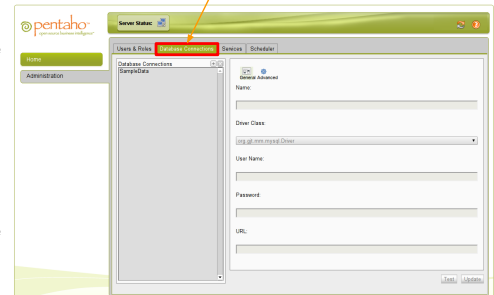 pentaho
open source business intelligence
Server Status:
Home
Administration
Users & Roles
Database Connections
Services
Scheduler
Database Connections
SampleData
General Advanced
Name:
Driver Class:
org.gjt.mm.mysql.Driver
User Name:
Password:
URL:
Test
Update